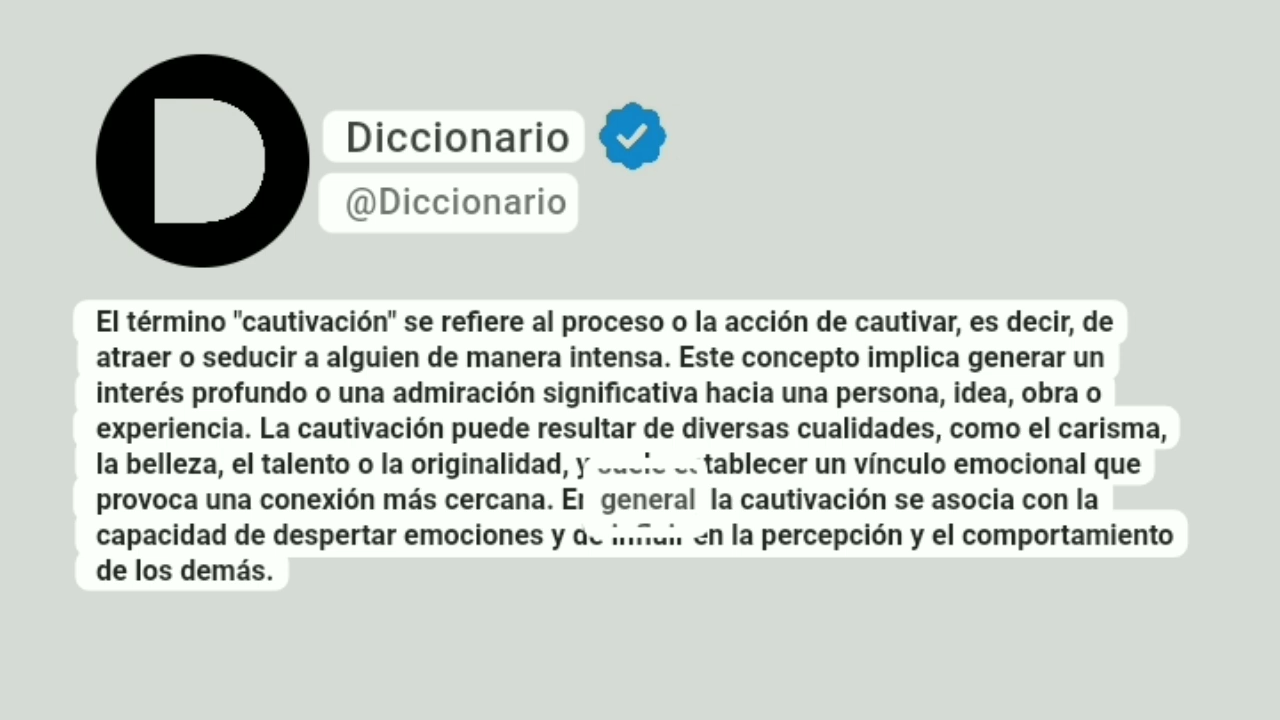 D
Diccionario
@Diccionario
El término "cautivación" se refiere al proceso o la acción de cautivar, es decir, de
atraer o seducir a alguien de manera intensa. Este concepto implica generar un
interés profundo o una admiración significativa hacia una persona, idea, obra o
experiencia. La cautivación puede resultar de diversas cualidades, como el carisma,
la belleza, el talento o la originalidad, y un vínculo emocional que
provoca una conexión más cercana. general la cautivación se asocia con la
capacidad de despertar emociones y la percepción y el comportamiento
de los demás.